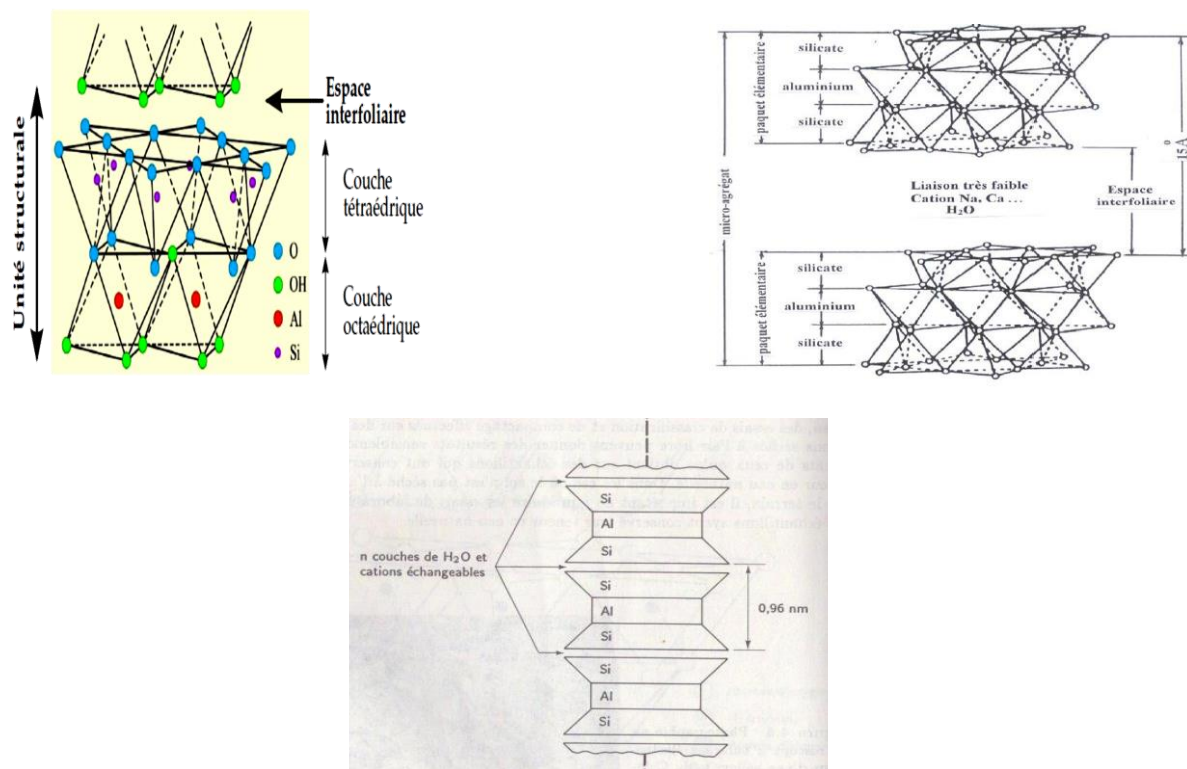 Unité structurale
Espace
interfoliaire
Couche
tétraédrique
Couche
octaédrique
O
OH
Al
Si
micro-agrégat
paquet élémentaire
silicate
aluminium
silicate
15 Å
Liaison très faible
Cation Na, Ca ...
H₂O
Espace
interfoliaire
paquet élémentaire
silicate
aluminium
silicate
n couches de H₂O et
cations échangeables
Si
Al
Si
Si
Al
Si
0,96 nm
Si
Al
Si